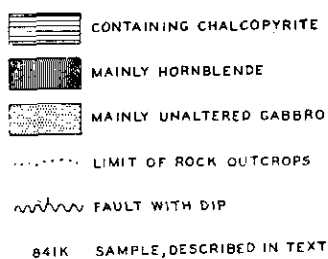 CONTAINING CHALCOPYRITE
MAINLY HORNBLENDE
MAINLY UNALTERED GABBRO
LIMIT OF ROCK OUTCROPS
FAULT WITH DIP
841K SAMPLE, DESCRIBED IN TEXT